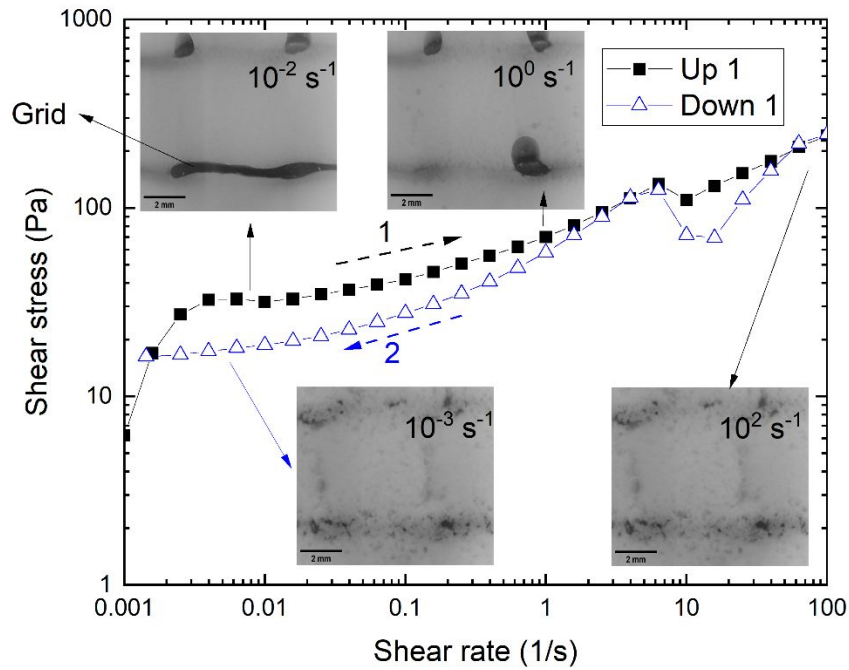 1000
100
10
1
Shear stress (Pa)
0.001
0.01
0.1
1
10
100
Shear rate (1/s)
Grid
10⁻² s⁻¹
2 mm
10⁰ s⁻¹
2 mm
Up 1
Down 1
1
2
10⁻³ s⁻¹
2 mm
10² s⁻¹
2 mm